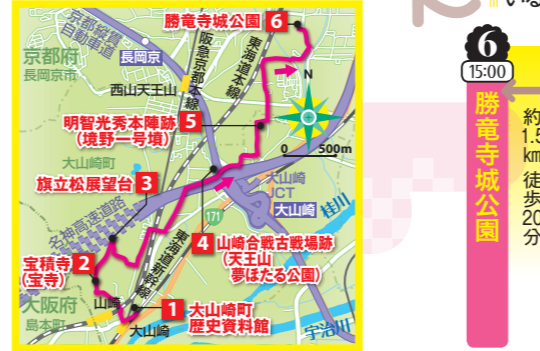 勝竜寺城公園 6
京都縦貫
自動車道
阪急京都本線
東海道本線
京都府
長岡京市
長岡京
西山天王山
N
明智光秀本陣跡 5
(境野一号墳)
0 500m
大山崎町
旗立松展望台 3
大山崎
JCT
大山崎
桂川
名神高速道路
171
東海道新幹線
4 山崎合戦古戦場跡
(天王山
夢ほたる公園)
宝積寺 2
(宝寺)
山崎
大阪府
島本町
1 大山崎町
歴史資料館
大山崎
宇治川
6
15:00
勝竜寺城公園
約
1.5
km
徒歩
20
分